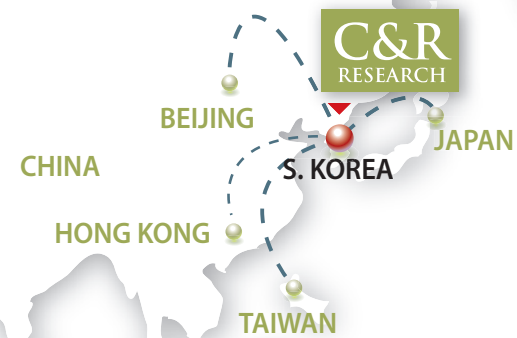 C&R
RESEARCH
BEIJING
JAPAN
CHINA
S. KOREA
HONG KONG
TAIWAN